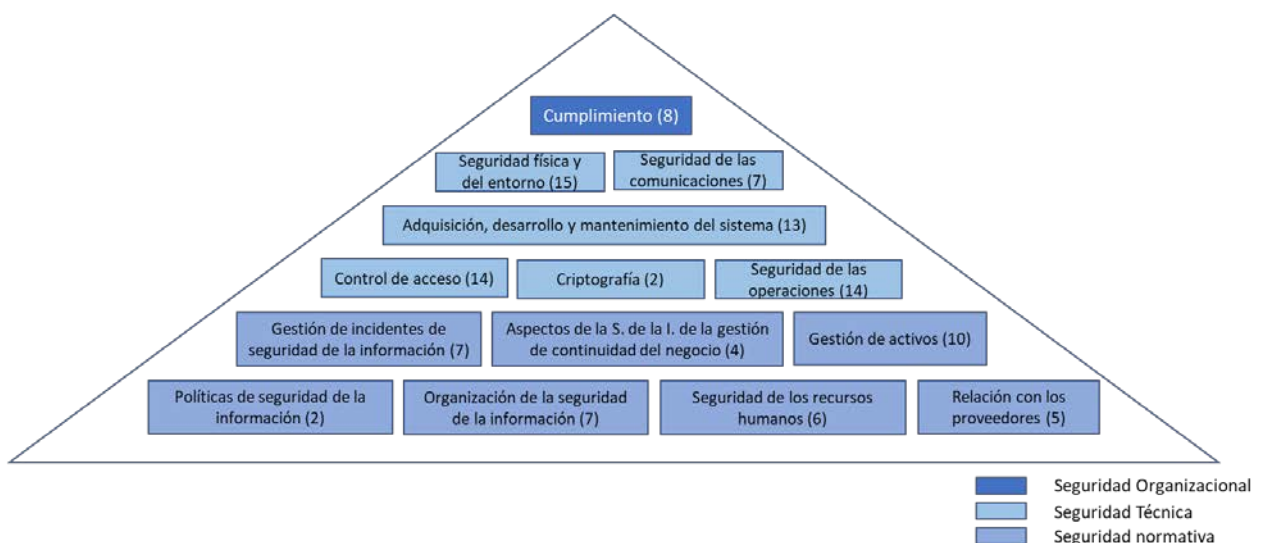 Cumplimiento (8)
Seguridad física y
del entorno (15)
Seguridad de las
comunicaciones (7)
Adquisición, desarrollo y mantenimiento del sistema (13)
Control de acceso (14)
Criptografía (2)
Seguridad de las
operaciones (14)
Gestión de incidentes de
seguridad de la información (7)
Aspectos de la S. de la I. de la gestión
de continuidad del negocio (4)
Gestión de activos (10)
Políticas de seguridad de la
información (2)
Organización de la seguridad
de la información (7)
Seguridad de los recursos
humanos (6)
Relación con los
proveedores (5)
Seguridad Organizacional
Seguridad Técnica
Seguridad normativa